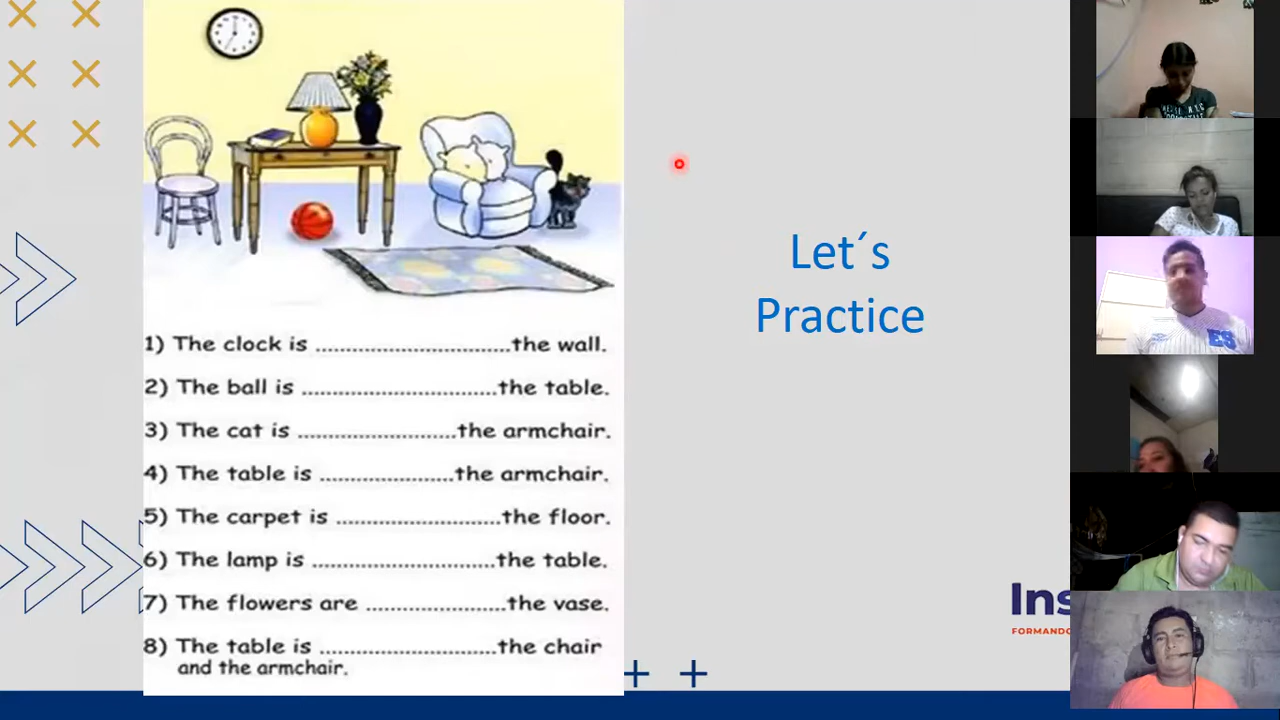 1) The clock is ...................................the wall.
2) The ball is ...................................the table.
3) The cat is ............................the armchair.
4) The table is ........................the armchair.
5) The carpet is .............................the floor.
6) The lamp is .................................the table.
7) The flowers are .........................the vase.
8) The table is ................................the chair
and the armchair.
Let´s
Practice
Ins
FORMANDO
ES